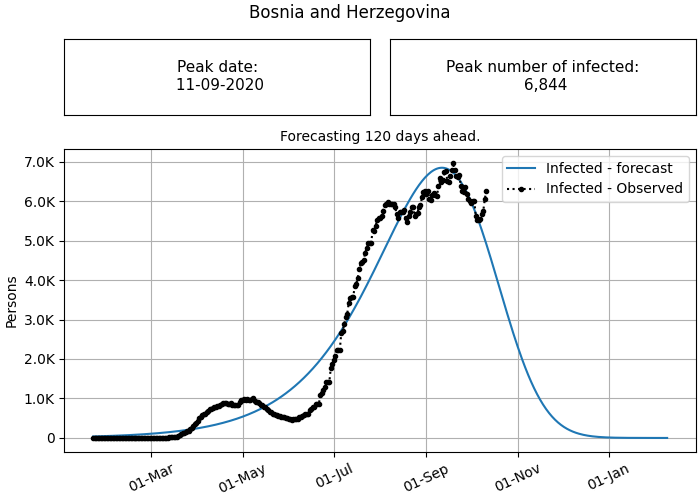 Bosnia and Herzegovina
Peak date:
11-09-2020
Peak number of infected:
6,844
Forecasting 120 days ahead.
Infected - forecast
Infected - Observed
Persons
7.0K
6.0K
5.0K
4.0K
3.0K
2.0K
1.0K
0
01-Mar
01-May
01-Jul
01-Sep
01-Nov
01-Jan